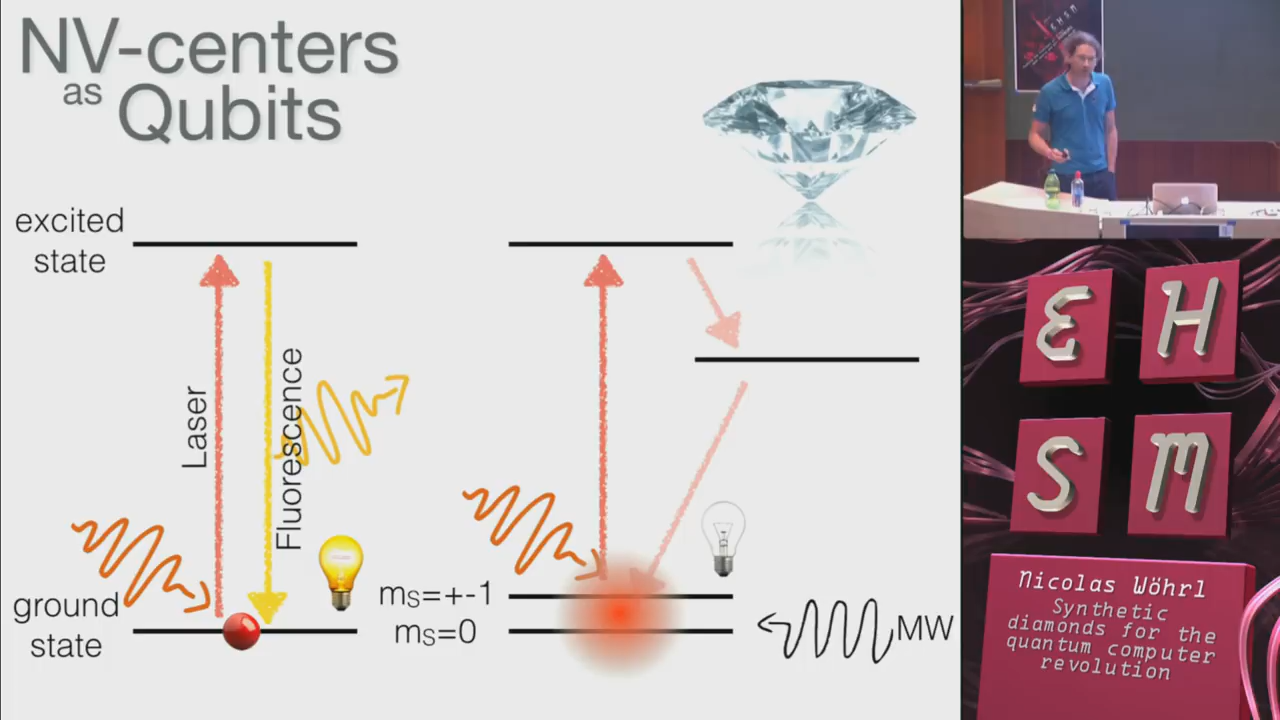 NV-centers
as
Qubits
excited
state
Laser
Fluorescence
ground
state
mS=+-1
mS=0
MW
E H
S M
Nicolas Wöhrl
Synthetic
diamonds for the
quantum computer
revolution